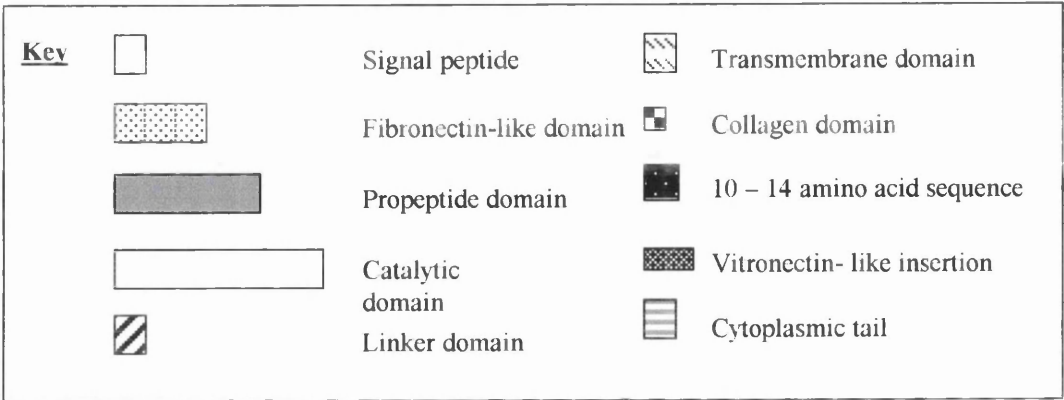 Key
Signal peptide
Fibronectin-like domain
Propeptide domain
Catalytic
domain
Linker domain
Transmembrane domain
Collagen domain
10 – 14 amino acid sequence
Vitronectin- like insertion
Cytoplasmic tail